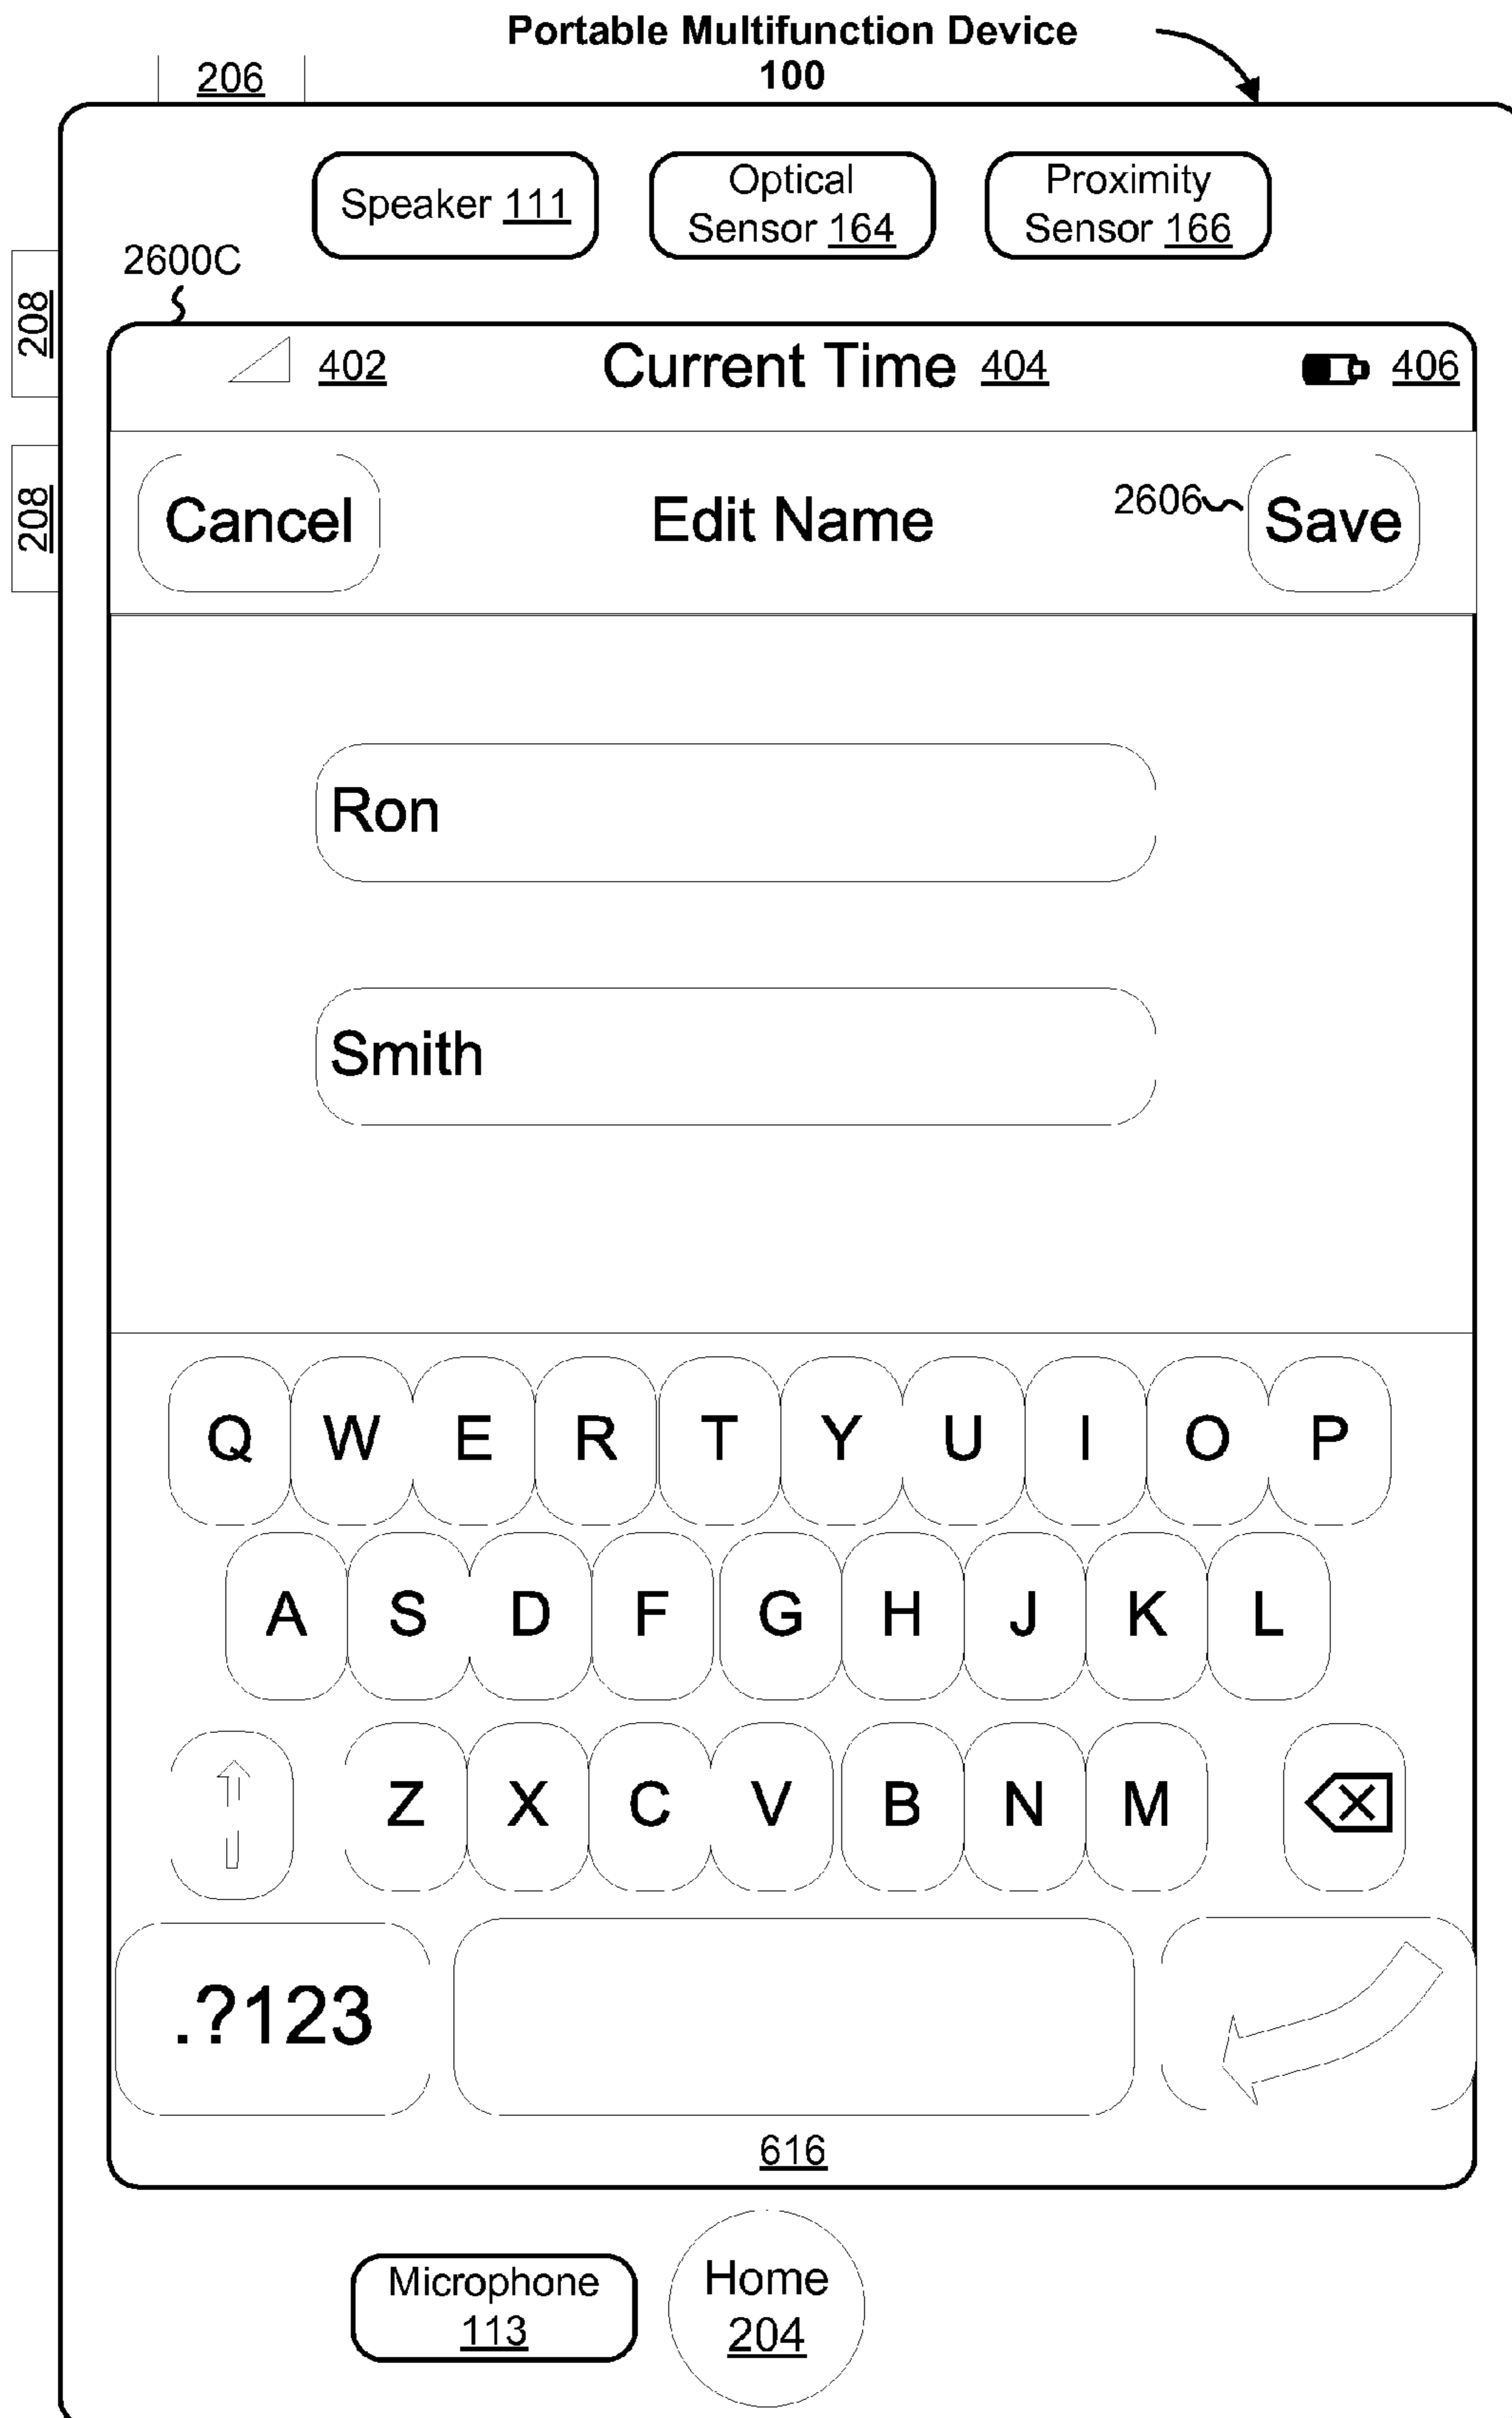 Portable Multifunction Device
100
206
Speaker 111
Optical
Sensor 164
Proximity
Sensor 166
2600C
208
402
Current Time 404
406
208
Cancel
Edit Name
2606
Save
Ron
Smith
Q W E R T Y U I O P
A S D F G H J K L
Z X C V B N M
.?123
616
Microphone
113
Home
204